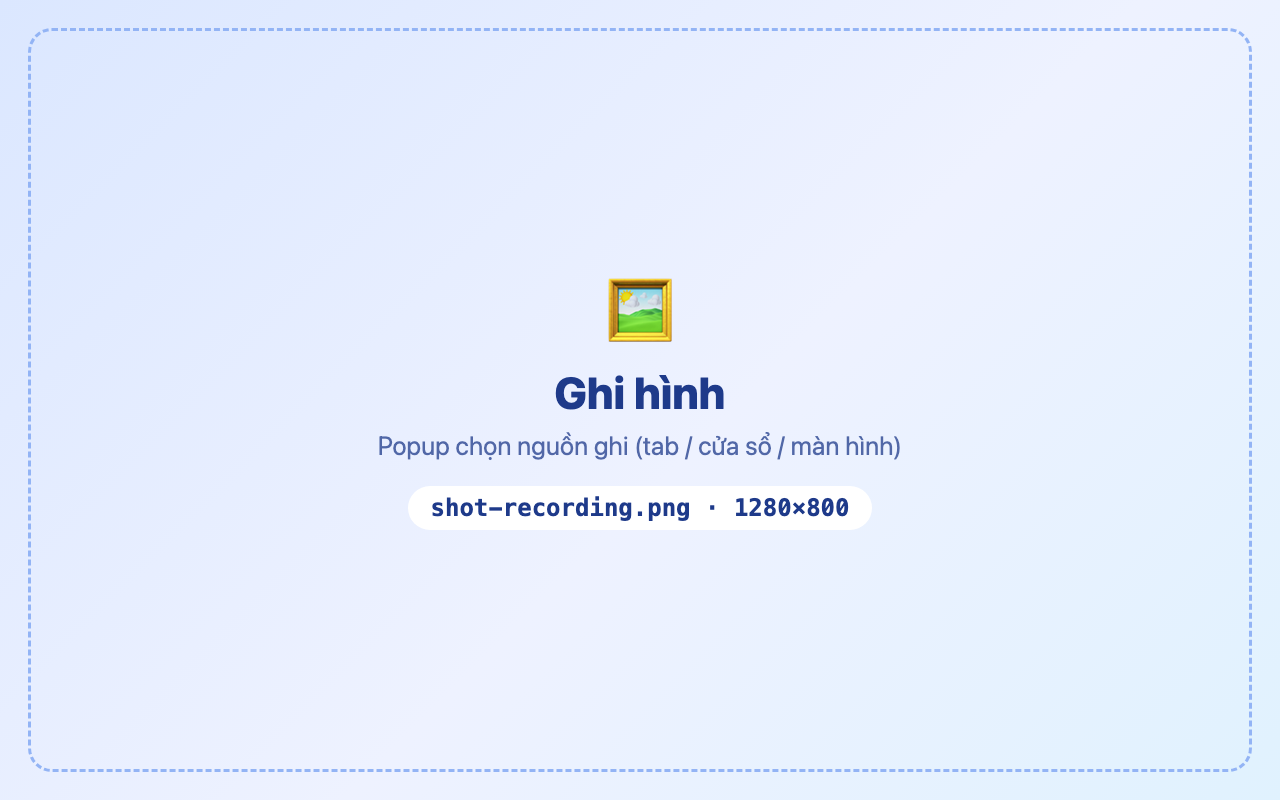 Ghi hình
Popup chọn nguồn ghi (tab / cửa sổ / màn hình)
shot-recording.png · 1280×800